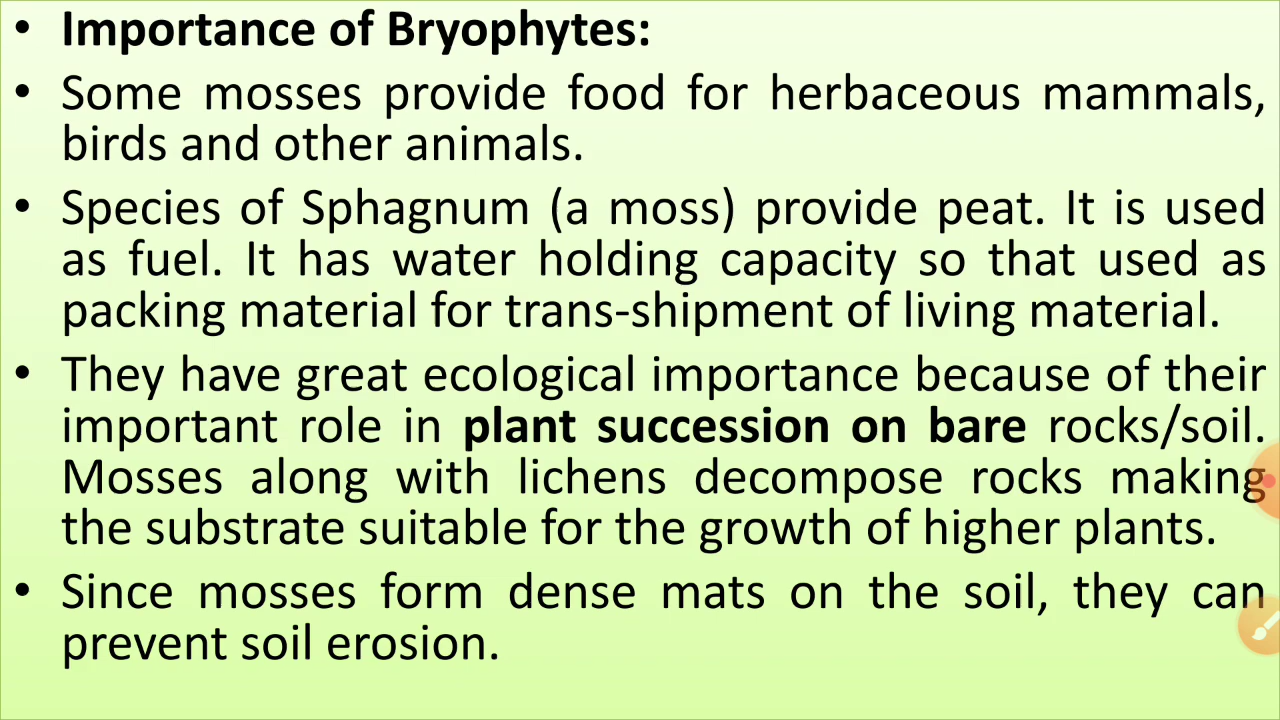 • Importance of Bryophytes:
• Some mosses provide food for herbaceous mammals,
birds and other animals.
• Species of Sphagnum (a moss) provide peat. It is used
as fuel. It has water holding capacity so that used as
packing material for trans-shipment of living material.
• They have great ecological importance because of their
important role in plant succession on bare rocks/soil.
Mosses along with lichens decompose rocks making
the substrate suitable for the growth of higher plants.
• Since mosses form dense mats on the soil, they can
prevent soil erosion.